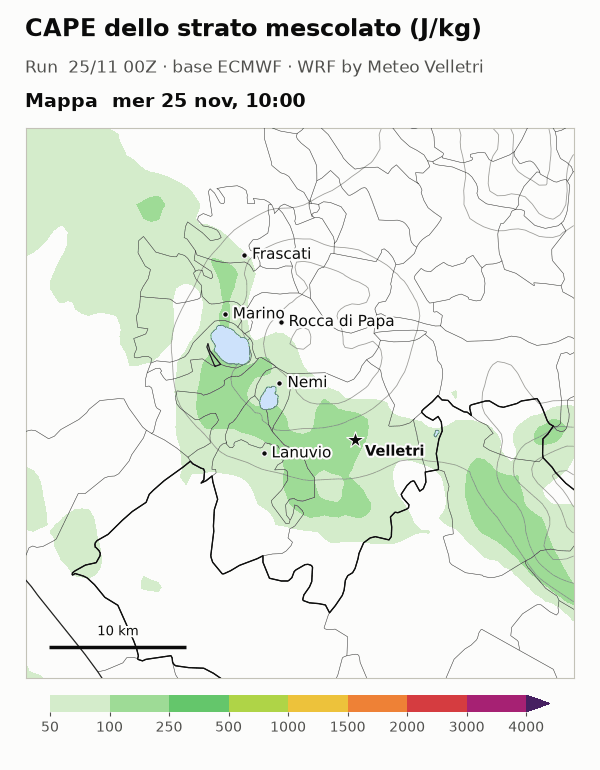 CAPE dello strato mescolato (J/kg)
Run  25/11 00Z · base ECMWF · WRF by Meteo Velletri
Mappa  mer 25 nov, 10:00
Frascati
Marino
Rocca di Papa
Nemi
Velletri
Lanuvio
10 km
50 100 250 500 1000 1500 2000 3000 4000